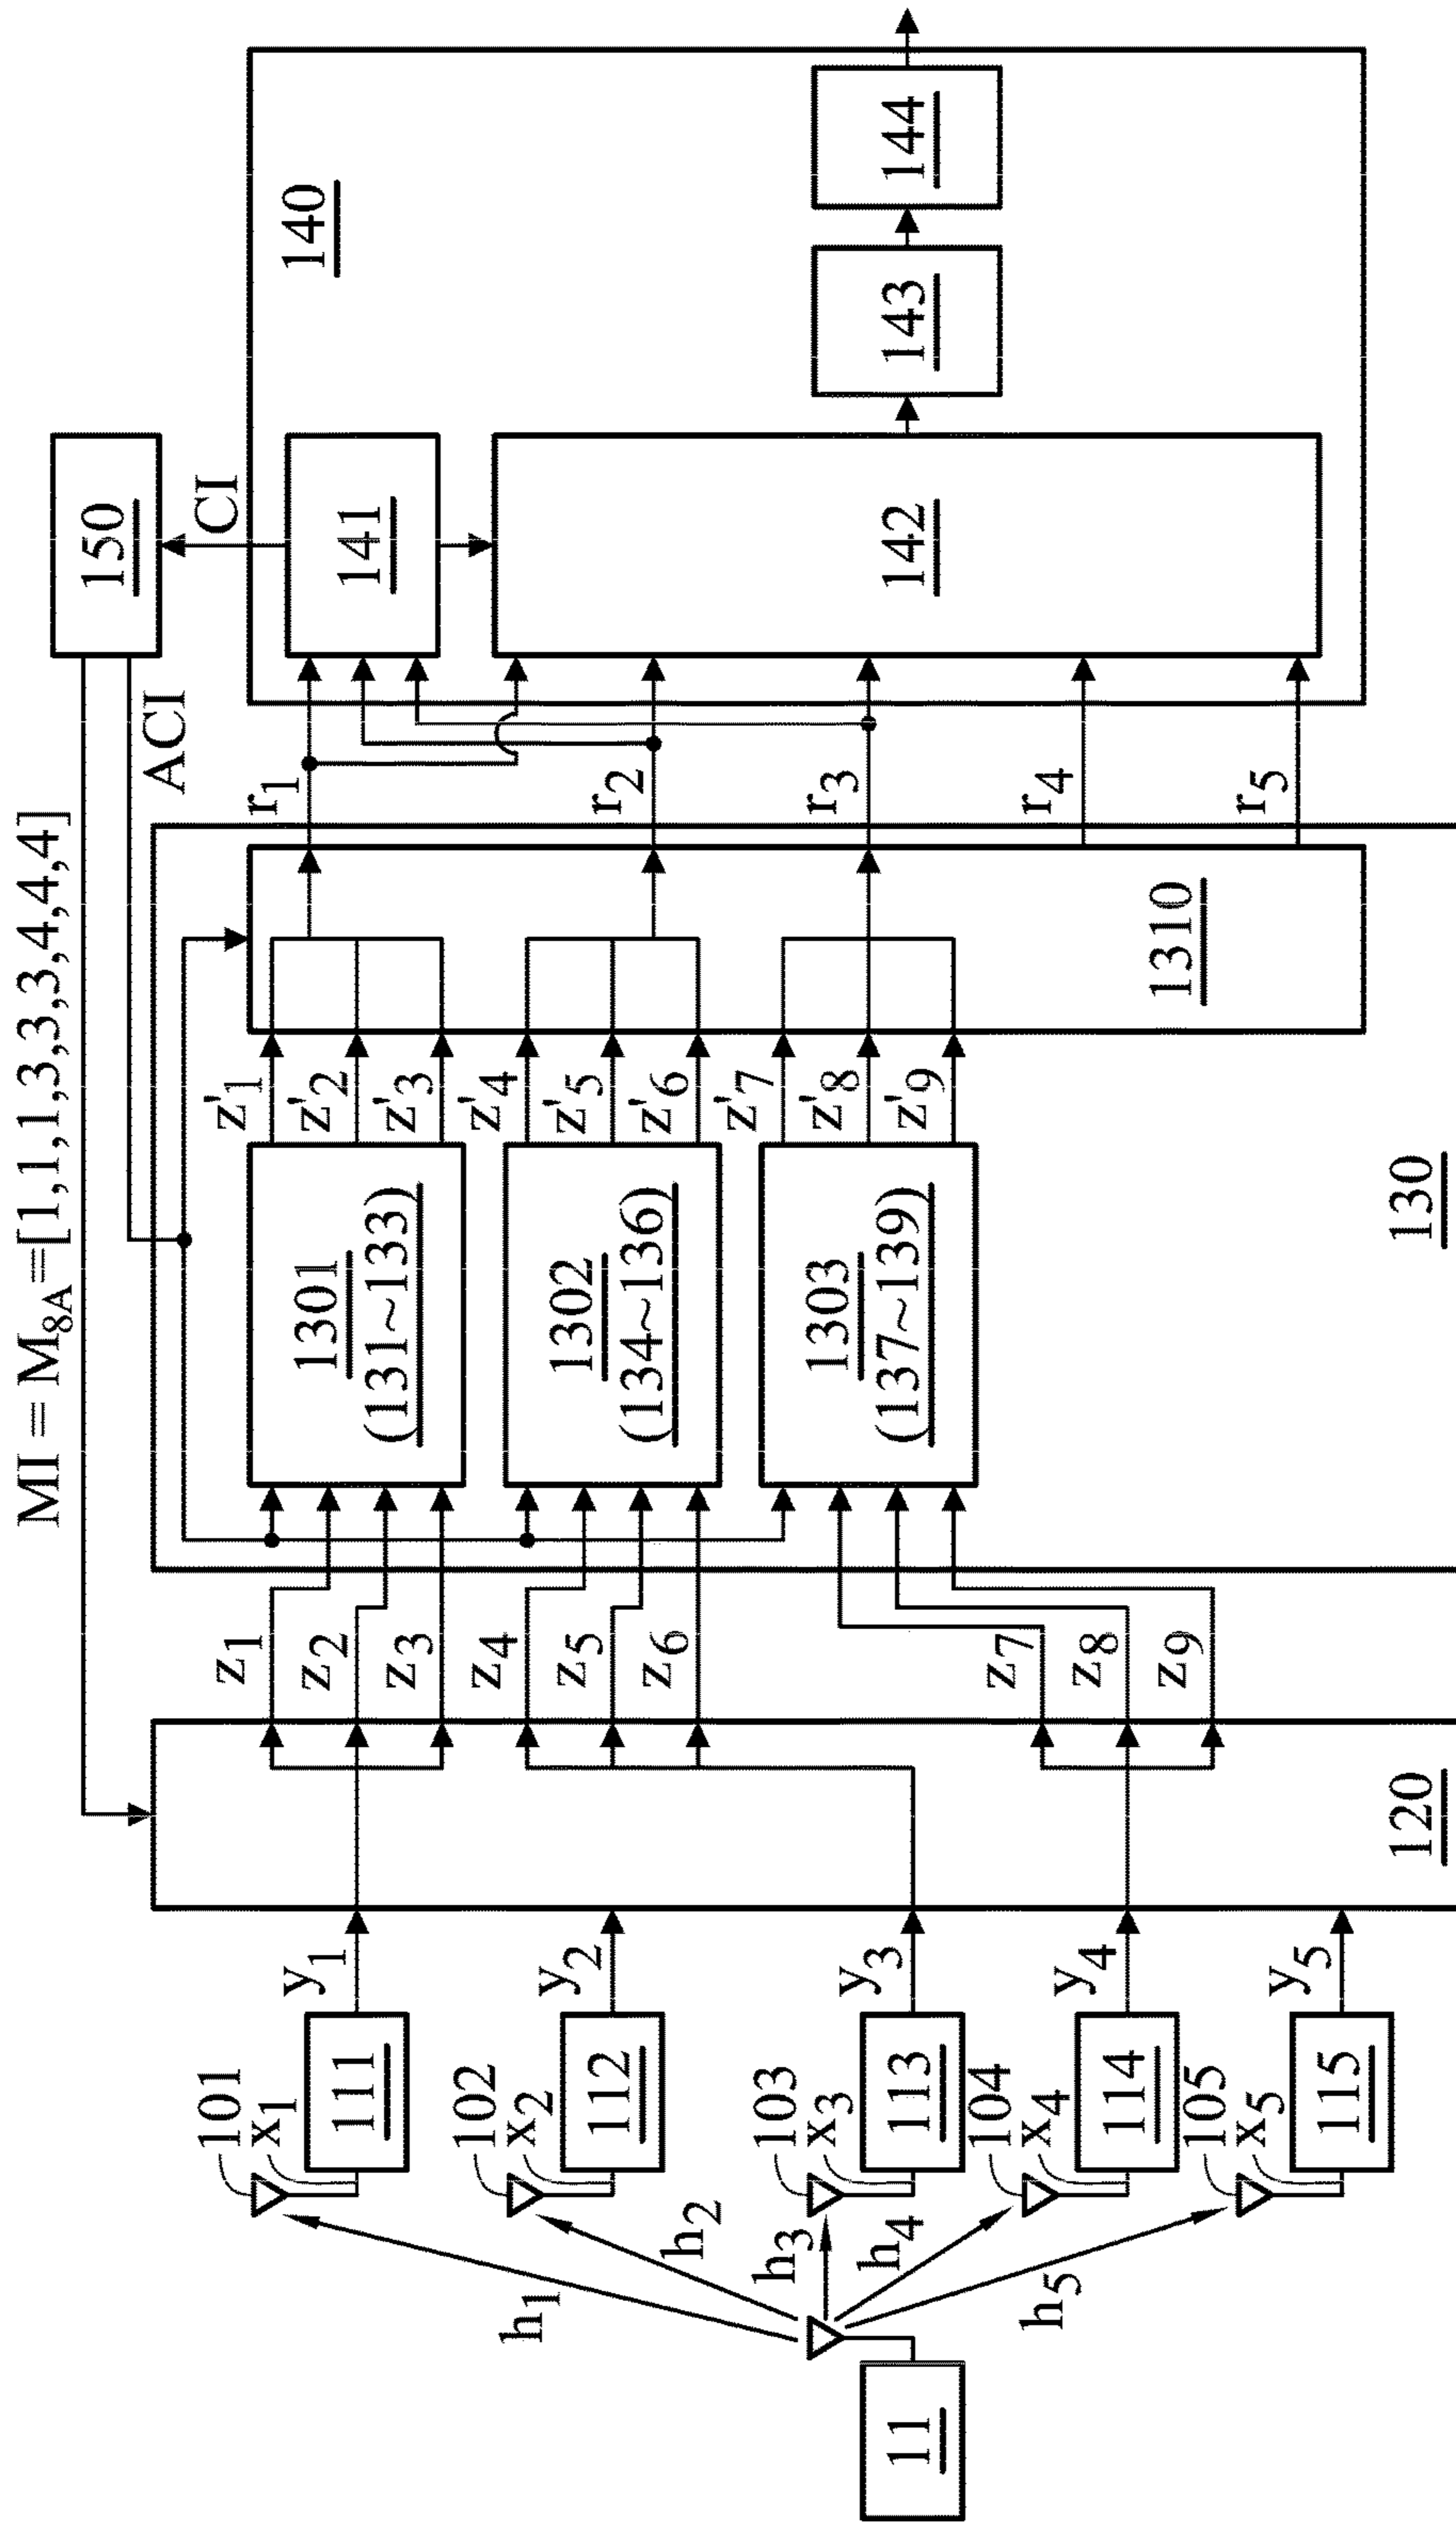 MI = M8A =[1,1,1,3,3,3,4,4,4]
ACI
150
CI
11
h1
h2
h3
h4
h5
101
x1
111
y1
102
x2
112
y2
103
x3
113
y3
104
x4
114
y4
105
x5
115
y5
120
z1
z2
z3
z4
z5
z6
z7
z8
z9
1301
(131~133)
1302
(134~136)
1303
(137~139)
130
z'1
z'2
z'3
z'4
z'5
z'6
z'7
z'8
z'9
1310
r1
r2
r3
r4
r5
140
141
142
143
144